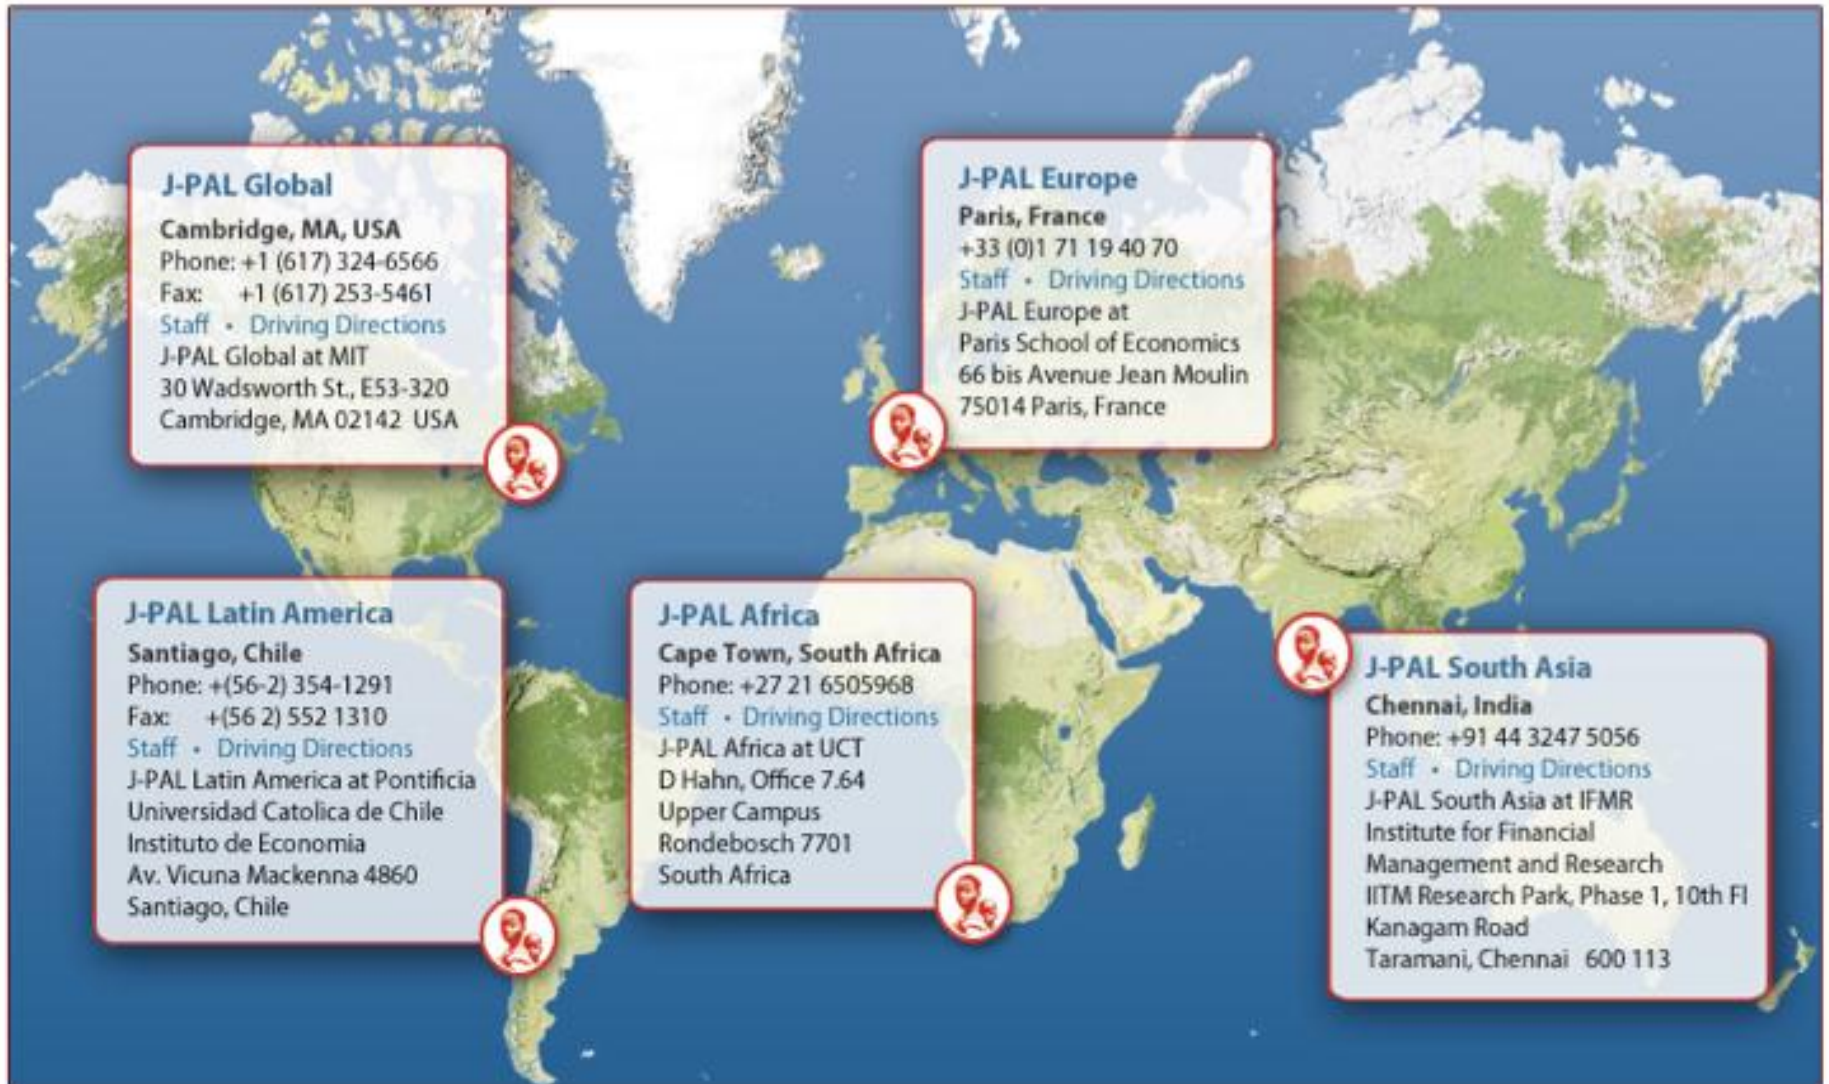 J-PAL Global
Cambridge, MA, USA
Phone: +1 (617) 324-6566
Fax: +1 (617) 253-5461
Staff • Driving Directions
J-PAL Global at MIT
30 Wadsworth St., E53-320
Cambridge, MA 02142 USA
J-PAL Europe
Paris, France
+33 (0)1 71 19 40 70
Staff • Driving Directions
J-PAL Europe at
Paris School of Economics
66 bis Avenue Jean Moulin
75014 Paris, France
J-PAL Latin America
Santiago, Chile
Phone: +(56-2) 354-1291
Fax: +(56 2) 552 1310
Staff • Driving Directions
J-PAL Latin America at Pontificia
Universidad Catolica de Chile
Instituto de Economia
Av. Vicuna Mackenna 4860
Santiago, Chile
J-PAL Africa
Cape Town, South Africa
Phone: +27 21 6505968
Staff • Driving Directions
J-PAL Africa at UCT
D Hahn, Office 7.64
Upper Campus
Rondebosch 7701
South Africa
J-PAL South Asia
Chennai, India
Phone: +91 44 3247 5056
Staff • Driving Directions
J-PAL South Asia at IFMR
Institute for Financial
Management and Research
IITM Research Park, Phase 1, 10th Fl
Kanagam Road
Taramani, Chennai 600 113